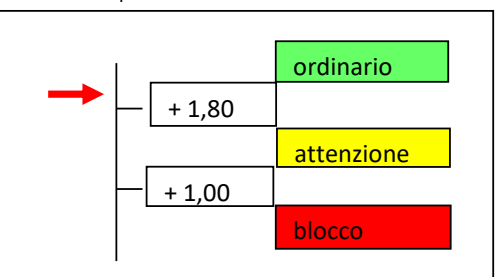 ordinario
+ 1,80
attenzione
+ 1,00
blocco